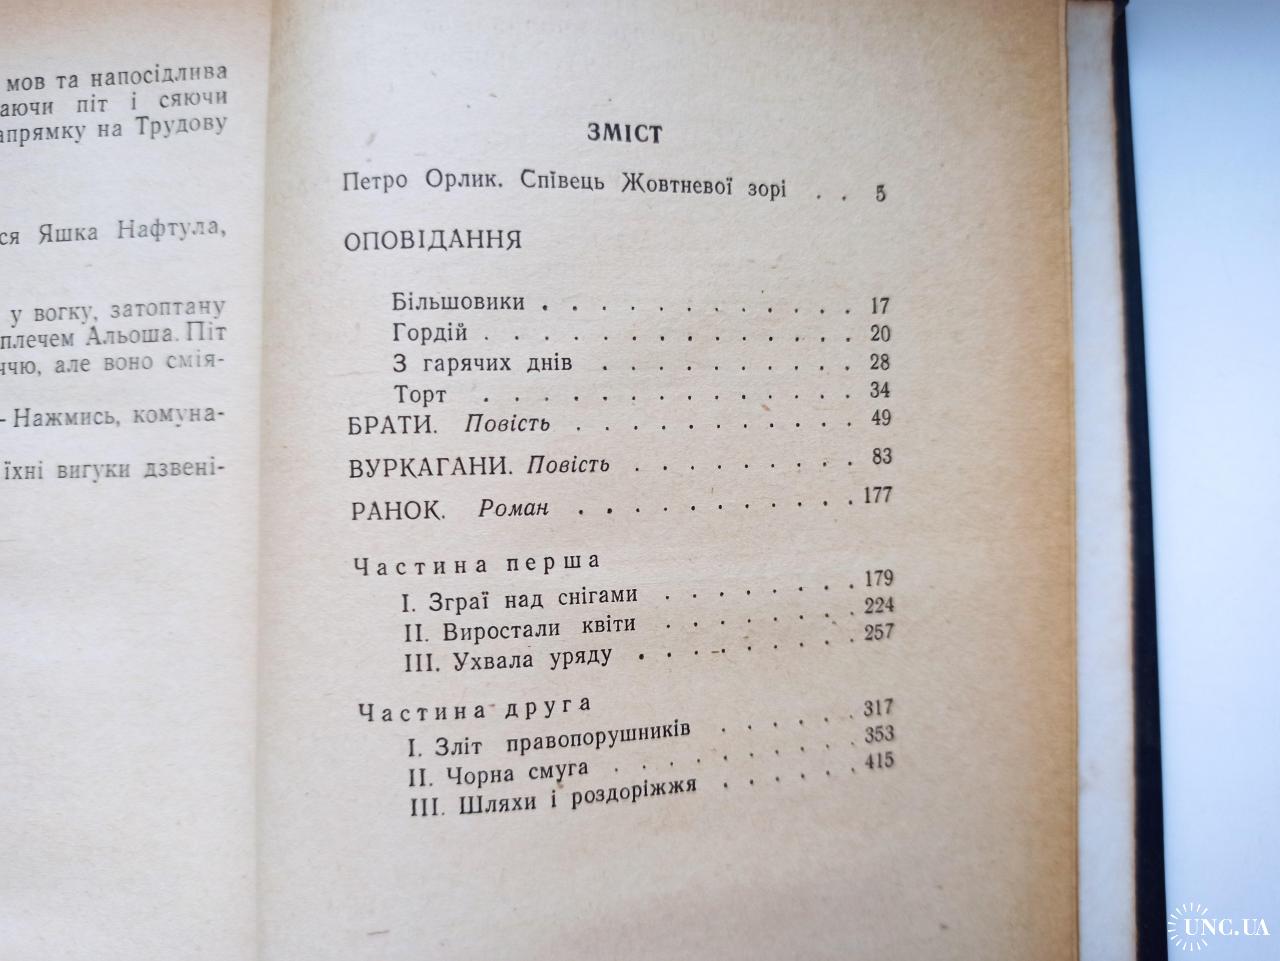 мов та напосідлива
аючи піт і сяючи
апрямку на Трудову
ся Яшка Нафтула,
у вогку, затоптану
плечем Альоша. Піт
ччю, але воно смія-
— Нажмись, комуна-
їхні вигуки дзвені-
ЗМІСТ
Петро Орлик. Співець Жовтневої зорі . . 5
ОПОВІДАННЯ
Більшовики . . . . . . . . . . . . 17
Гордій . . . . . . . . . . . . . . 20
З гарячих днів . . . . . . . . . . 28
Торт . . . . . . . . . . . . . . 34
БРАТИ. Повість . . . . . . . . . . . 49
ВУРКАГАНИ. Повість . . . . . . . . . 83
РАНОК. Роман . . . . . . . . . . . 177
Частина перша
I. Зграї над снігами . . . . . . . . 179
II. Виростали квіти . . . . . . . . 224
III. Ухвала уряду . . . . . . . . . 257
Частина друга
I. Зліт правопорушників . . . . . . 317
II. Чорна смуга . . . . . . . . . . 353
III. Шляхи і роздоріжжя . . . . . . 415
UNC.UA